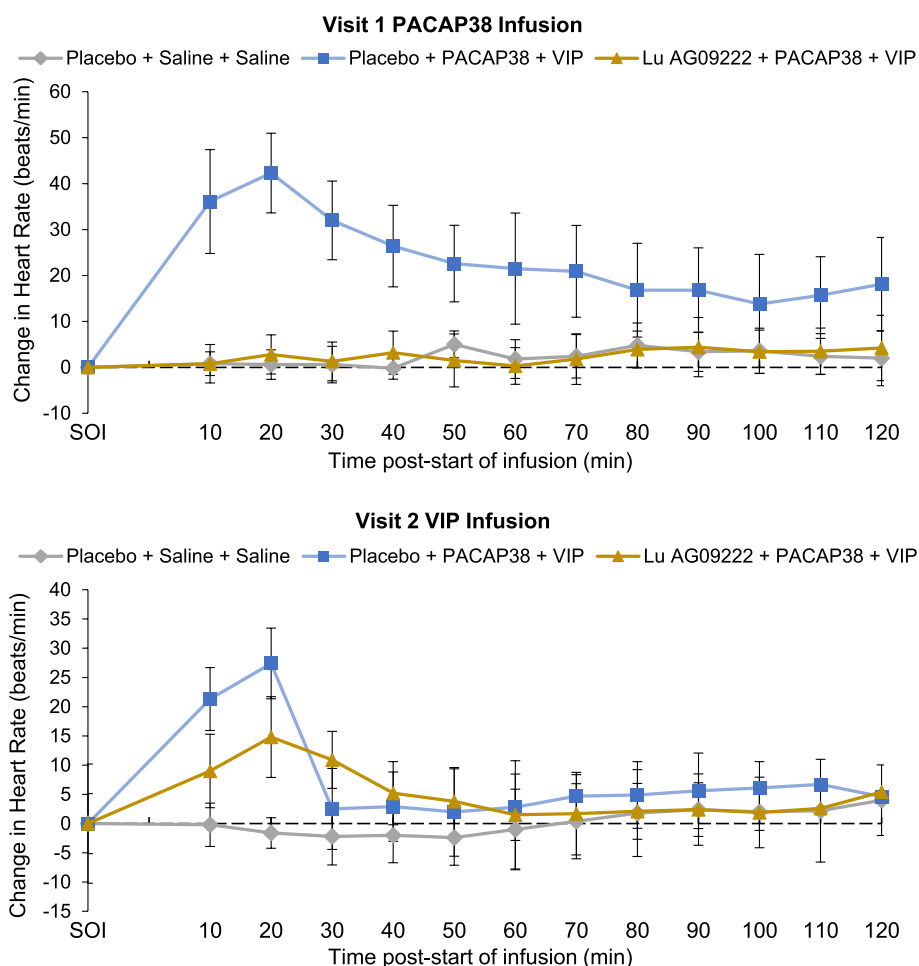 Visit 1 PACAP38 Infusion
Placebo + Saline + Saline Placebo + PACAP38 + VIP Lu AG09222 + PACAP38 + VIP
Change in Heart Rate (beats/min)
60
50
40
30
20
10
0
-10
SOI 10 20 30 40 50 60 70 80 90 100 110 120
Time post-start of infusion (min)
Visit 2 VIP Infusion
Placebo + Saline + Saline Placebo + PACAP38 + VIP Lu AG09222 + PACAP38 + VIP
Change in Heart Rate (beats/min)
40
35
30
25
20
15
10
5
0
-5
-10
-15
SOI 10 20 30 40 50 60 70 80 90 100 110 120
Time post-start of infusion (min)